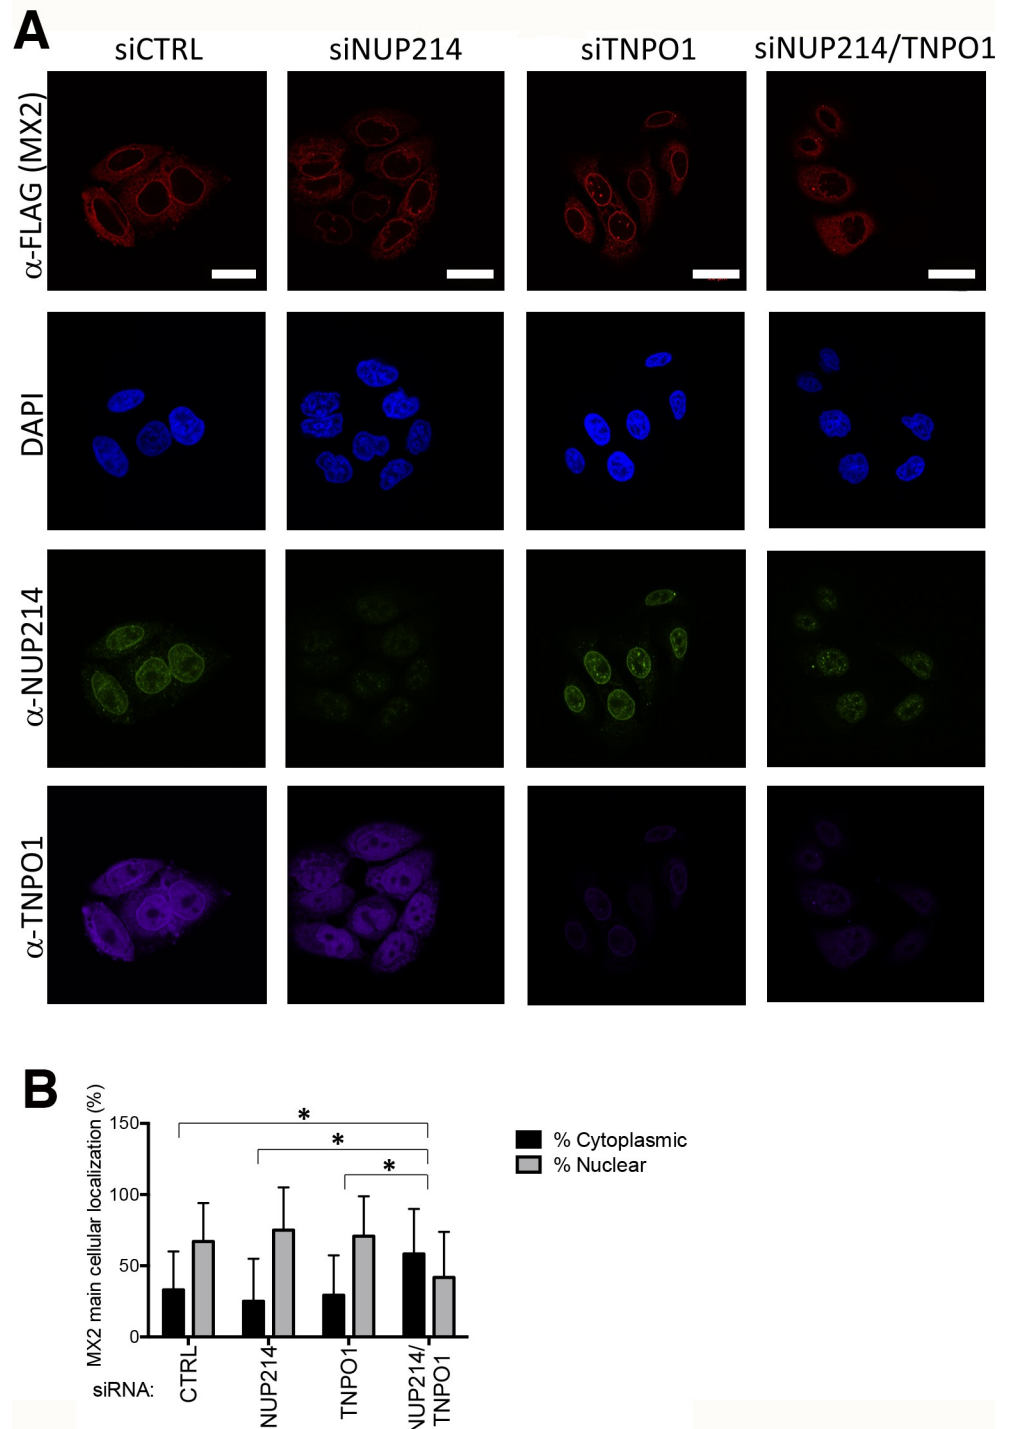 A
siCTRL siNUP214 siTNPO1 siNUP214/TNPO1
α-FLAG (MX2)
DAPI
α-NUP214
α-TNPO1
B
MX2 main cellular localization (%)
150
100
50
0
*
*
*
% Cytoplasmic
% Nuclear
siRNA:
CTRL
NUP214
TNPO1
NUP214/
TNPO1